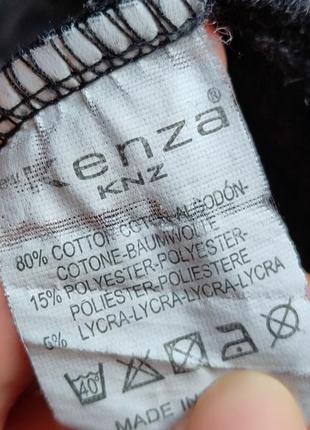 Kenza®
KNZ
80% COTTON-COTON-ALGODÓN-
COTONE-BAUMWOLLE
15% POLYESTER-POLYESTER-
POLIESTER-POLIESTERE
5% LYCRA-LYCRA-LYCRA-LYCRA
40°
MADE IN